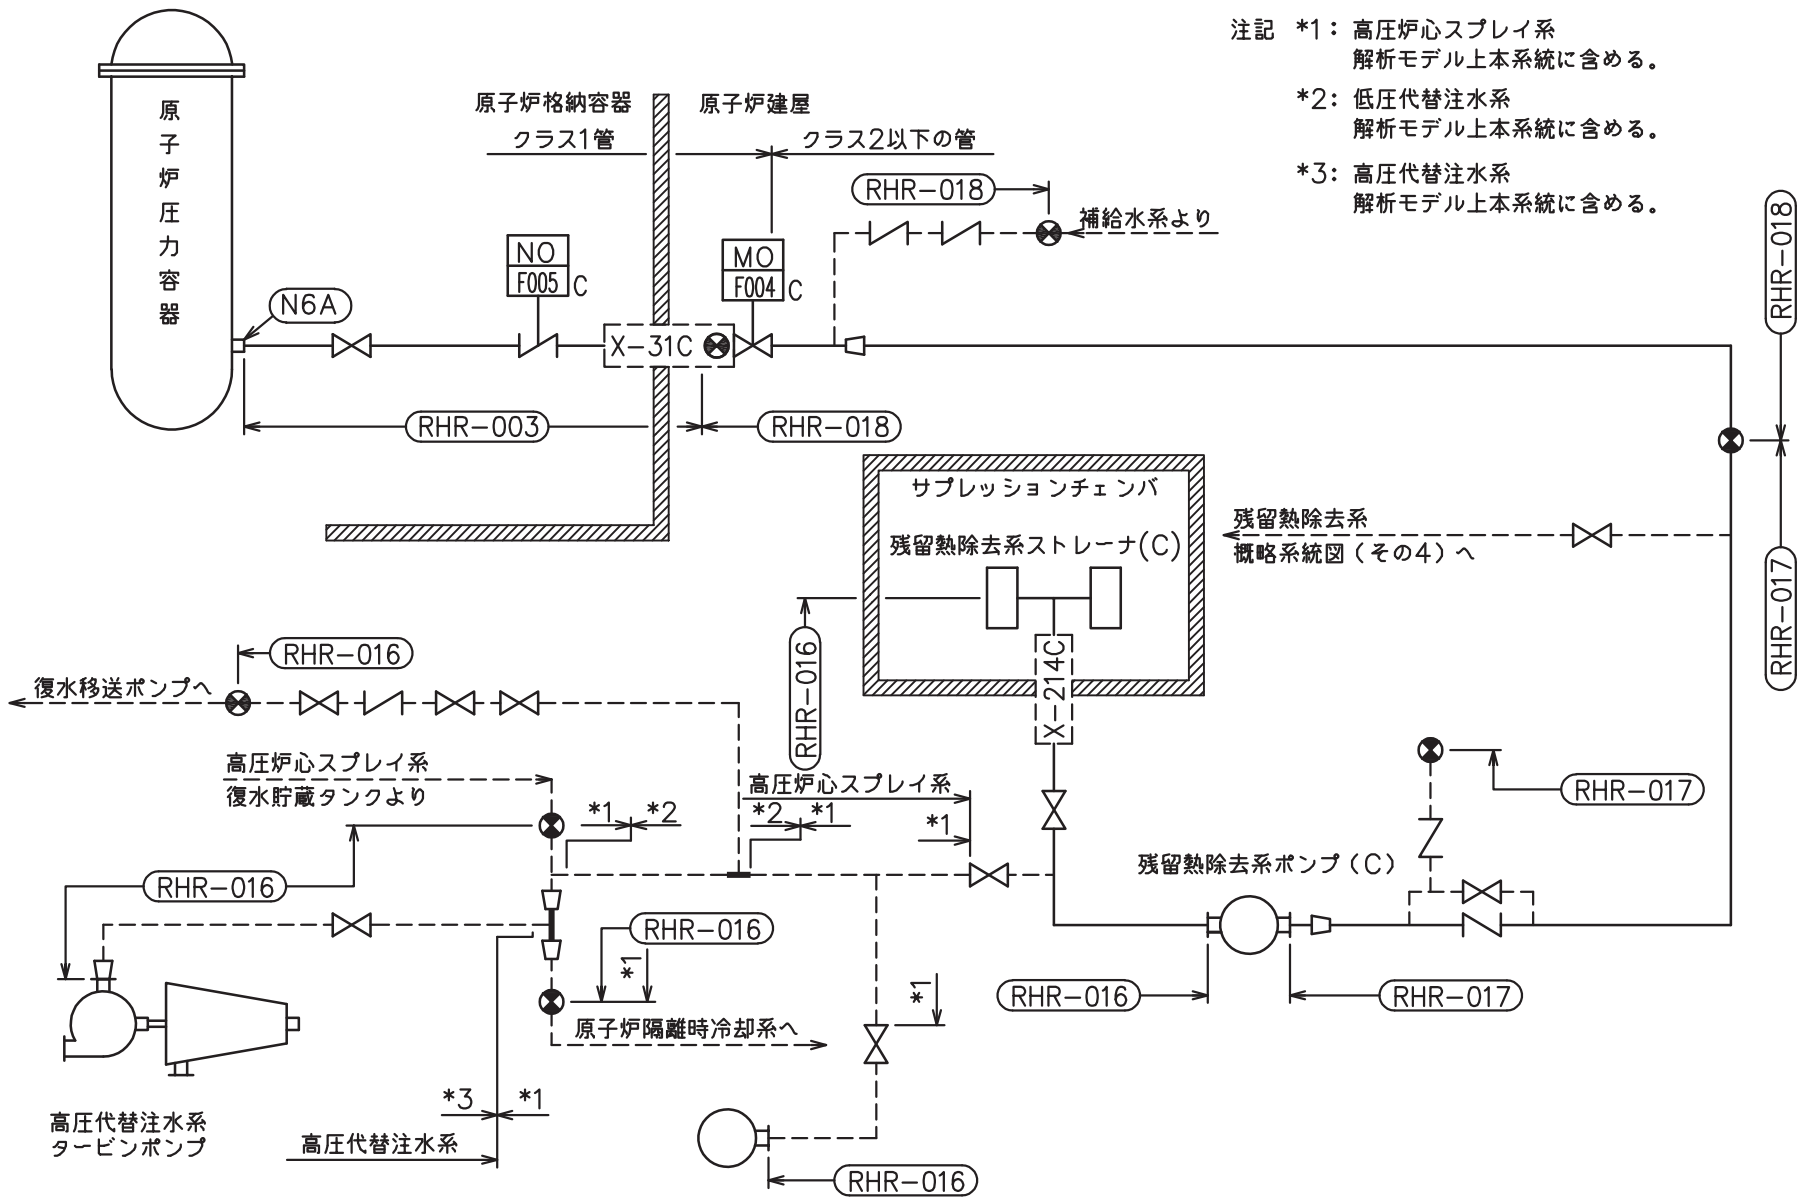 注記 *1: 高圧炉心スプレイ系
解析モデル上本系統に含める。
*2: 低圧代替注水系
解析モデル上本系統に含める。
*3: 高圧代替注水系
解析モデル上本系統に含める。
原子炉圧力容器
原子炉格納容器
原子炉建屋
クラス1管
クラス2以下の管
RHR-018
補給水系より
RHR-018
NO
F005
C
MO
F004
C
N6A
X-31C
RHR-003
RHR-018
サプレッションチェンバ
残留熱除去系ストレーナ(C)
残留熱除去系
概略系統図(その4)へ
RHR-017
RHR-016
X-214C
RHR-016
復水移送ポンプへ
高圧炉心スプレイ系
復水貯蔵タンクより
高圧炉心スプレイ系
*1
*2
*2
*1
*1
RHR-017
RHR-016
残留熱除去系ポンプ(C)
RHR-016
*1
*1
RHR-016
RHR-017
原子炉隔離時冷却系へ
*3
*1
高圧代替注水系
タービンポンプ
高圧代替注水系
RHR-016